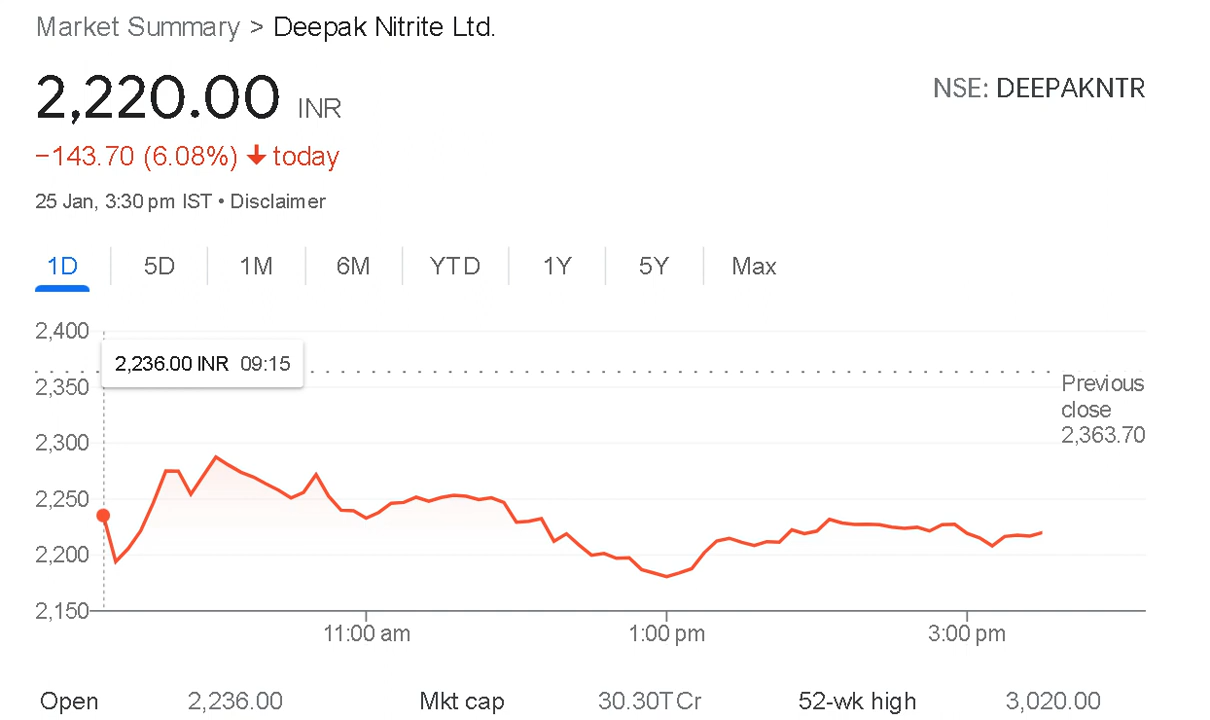 Market Summary > Deepak Nitrite Ltd.
2,220.00 INR
NSE: DEEPAKNTR
−143.70 (6.08%) ↓ today
25 Jan, 3:30 pm IST • Disclaimer
1D 5D 1M 6M YTD 1Y 5Y Max
2,400
2,236.00 INR 09:15
2,350
Previous
close
2,363.70
2,300
2,250
2,200
2,150
11:00 am 1:00 pm 3:00 pm
Open 2,236.00 Mkt cap 30.30TCr 52-wk high 3,020.00